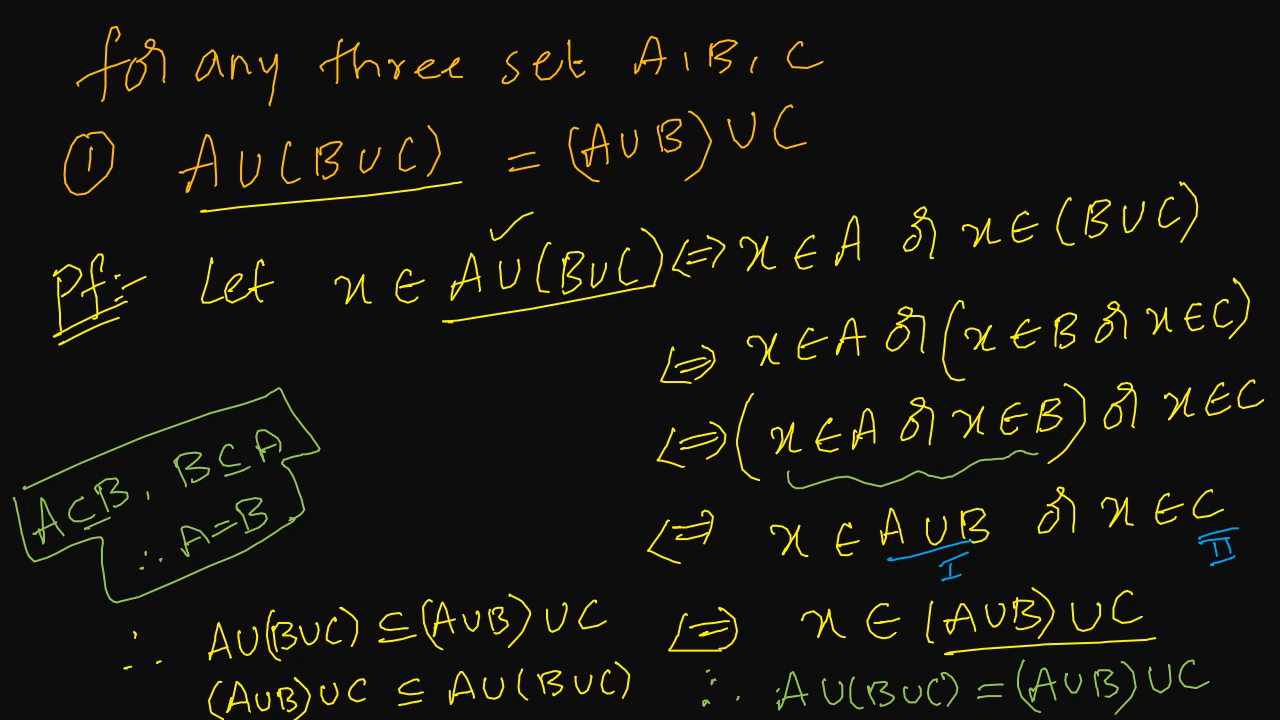 for any three set A, B, C
① A∪(B∪C) = (A∪B)∪C
Pf:- Let x ∈ A∪(B∪C) ⇔ x ∈ A or x ∈ (B∪C)
⇔ x ∈ A or (x ∈ B or x ∈ C)
⇔ (x ∈ A or x ∈ B) or x ∈ C
⇔ x ∈ A∪B or x ∈ C
I II
⇔ x ∈ (A∪B)∪C
A⊆B, B⊆A
∴ A=B
∴ A∪(B∪C) ⊆ (A∪B)∪C
(A∪B)∪C ⊆ A∪(B∪C)
∴ A∪(B∪C) = (A∪B)∪C